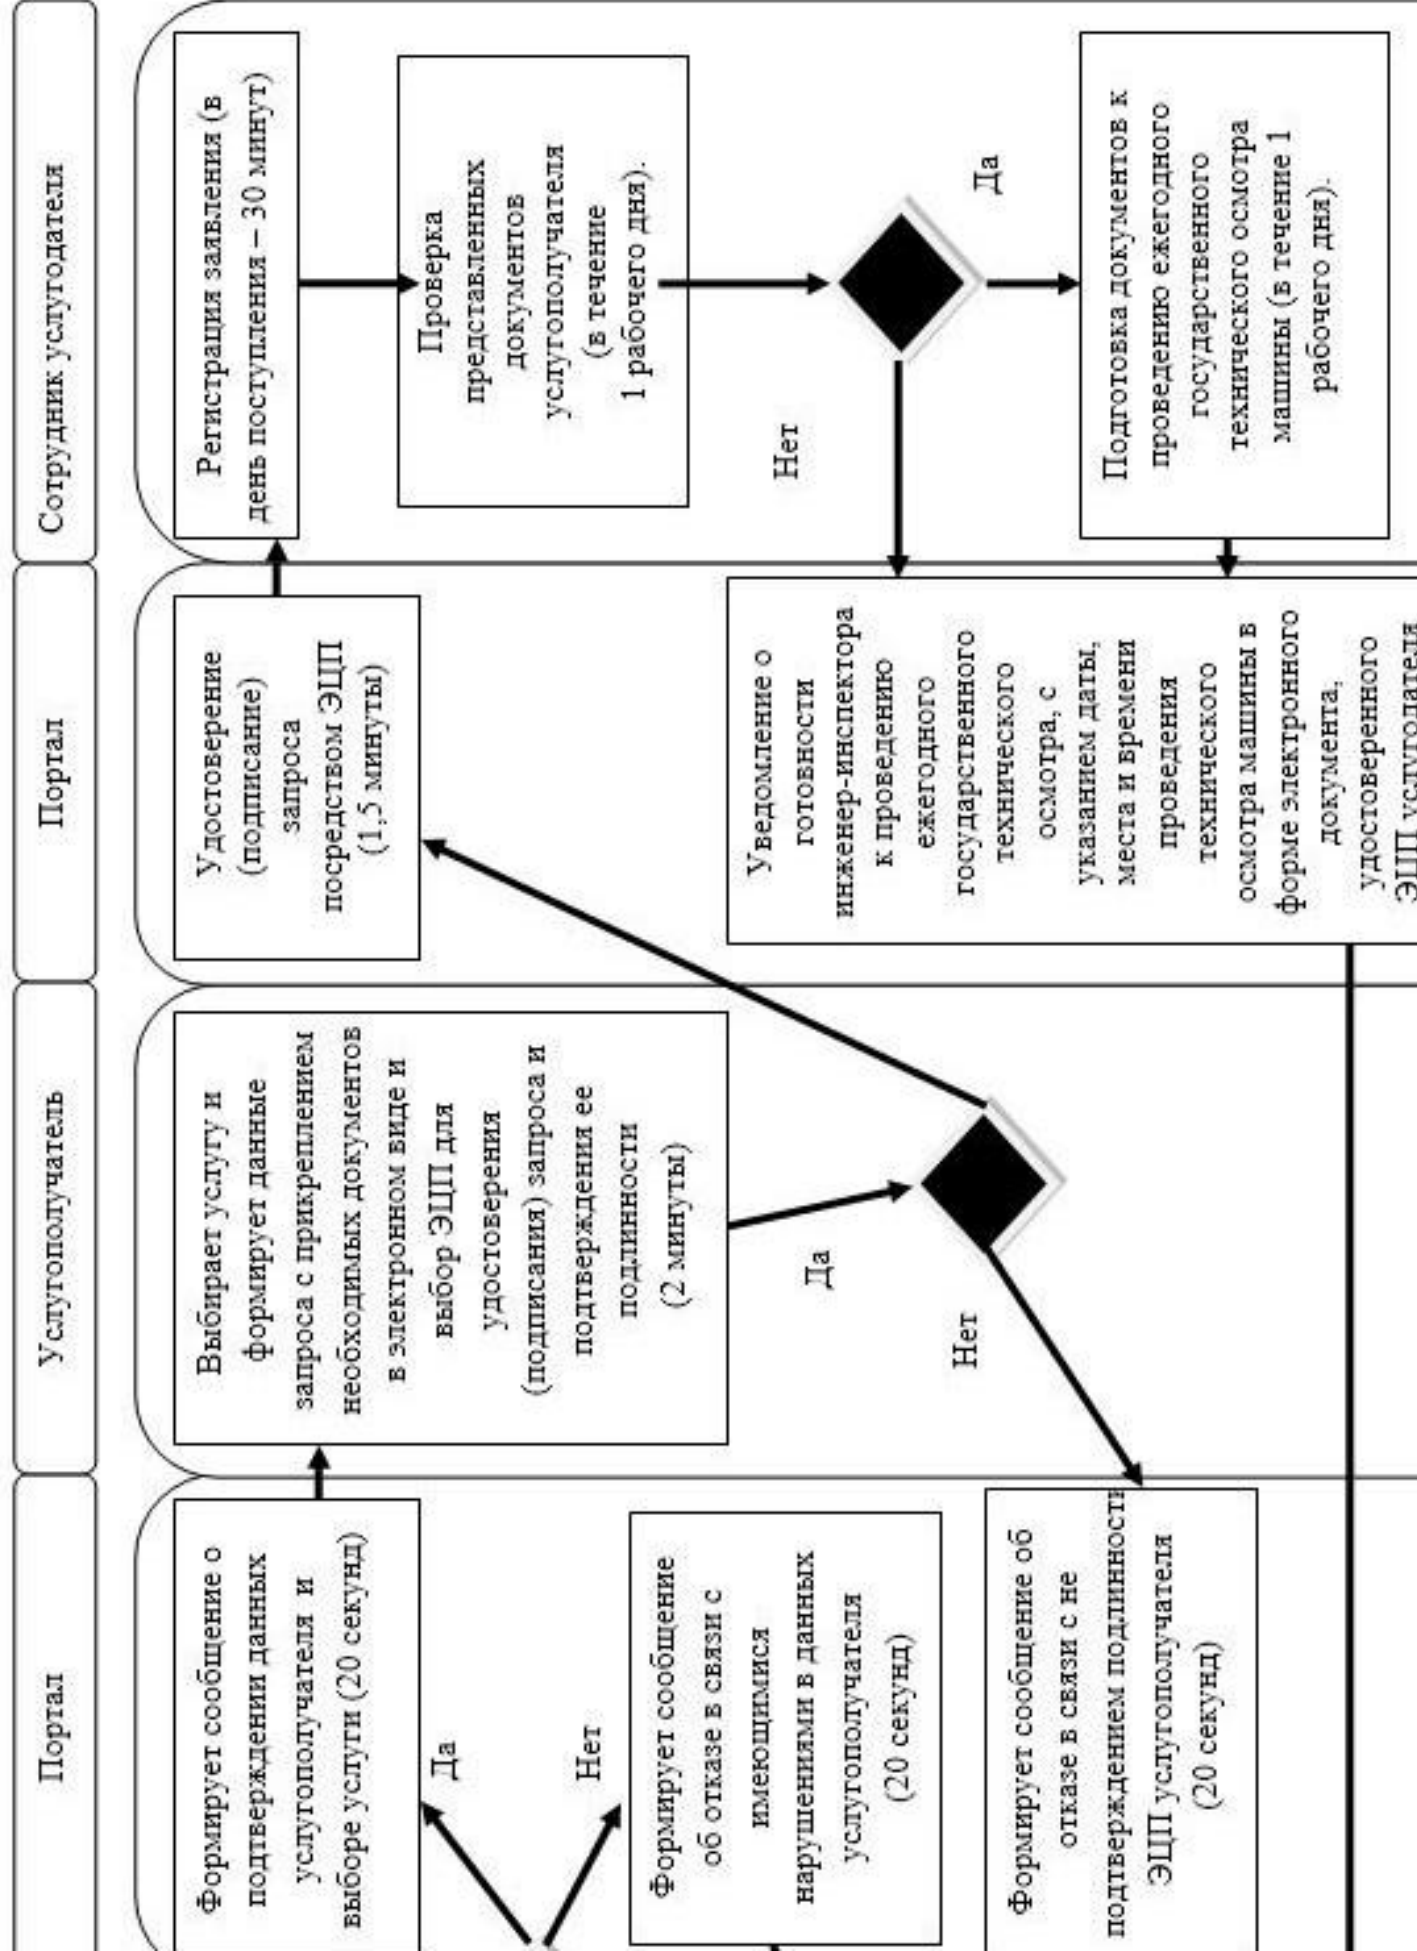 Портал
Услугополучатель
Портал
Сотрудник услугодателя
Формирует сообщение о
подтверждении данных
услугополучателя и
выборе услуги (20 секунд)
Да
Нет
Формирует сообщение
об отказе в связи с
имеющимися
нарушениями в данных
услугополучателя
(20 секунд)
Формирует сообщение об
отказе в связи с не
подтверждением подлинности
ЭЦП услугополучателя
(20 секунд)
Выбирает услугу и
формирует данные
запроса с прикреплением
необходимых документов
в электронном виде и
выбор ЭЦП для
удостоверения
(подписания) запроса и
подтверждения ее
подлинности
(2 минуты)
Да
Нет
Удостоверение
(подписание)
запроса
посредством ЭЦП
(1,5 минуты)
Уведомление о
готовности
инженер-инспектора
к проведению
ежегодного
государственного
технического
осмотра, с
указанием даты,
места и времени
проведения
технического
осмотра машины в
форме электронного
документа,
удостоверенного
ЭЦП услугодателя
Регистрация заявления (в
день поступления – 30 минут)
Проверка
представленных
документов
услугополучателя
(в течение
1 рабочего дня).
Нет
Да
Подготовка документов к
проведению ежегодного
государственного
технического осмотра
машины (в течение 1
рабочего дня).